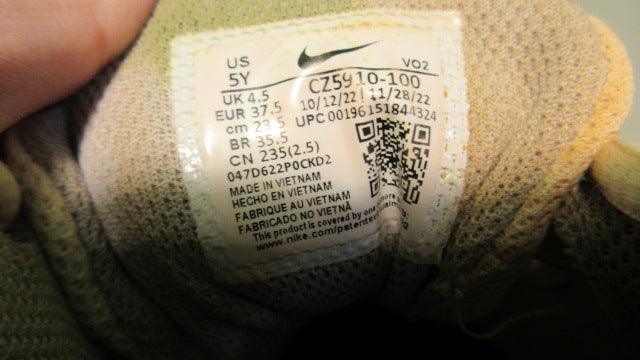 US VO2
5Y CZ5910-100
UK 4.5 10/12/22 | 11/28/22
EUR 37.5 UPC 00196151844324
cm 23.5
BR 35.5
CN 235(2.5)
047D622P0CKD2
MADE IN VIETNAM
HECHO EN VIETNAM
FABRIQUE AU VIETNAM
FABRICADO NO VIETNÃ
This product is covered by one
www.nike.com/patents